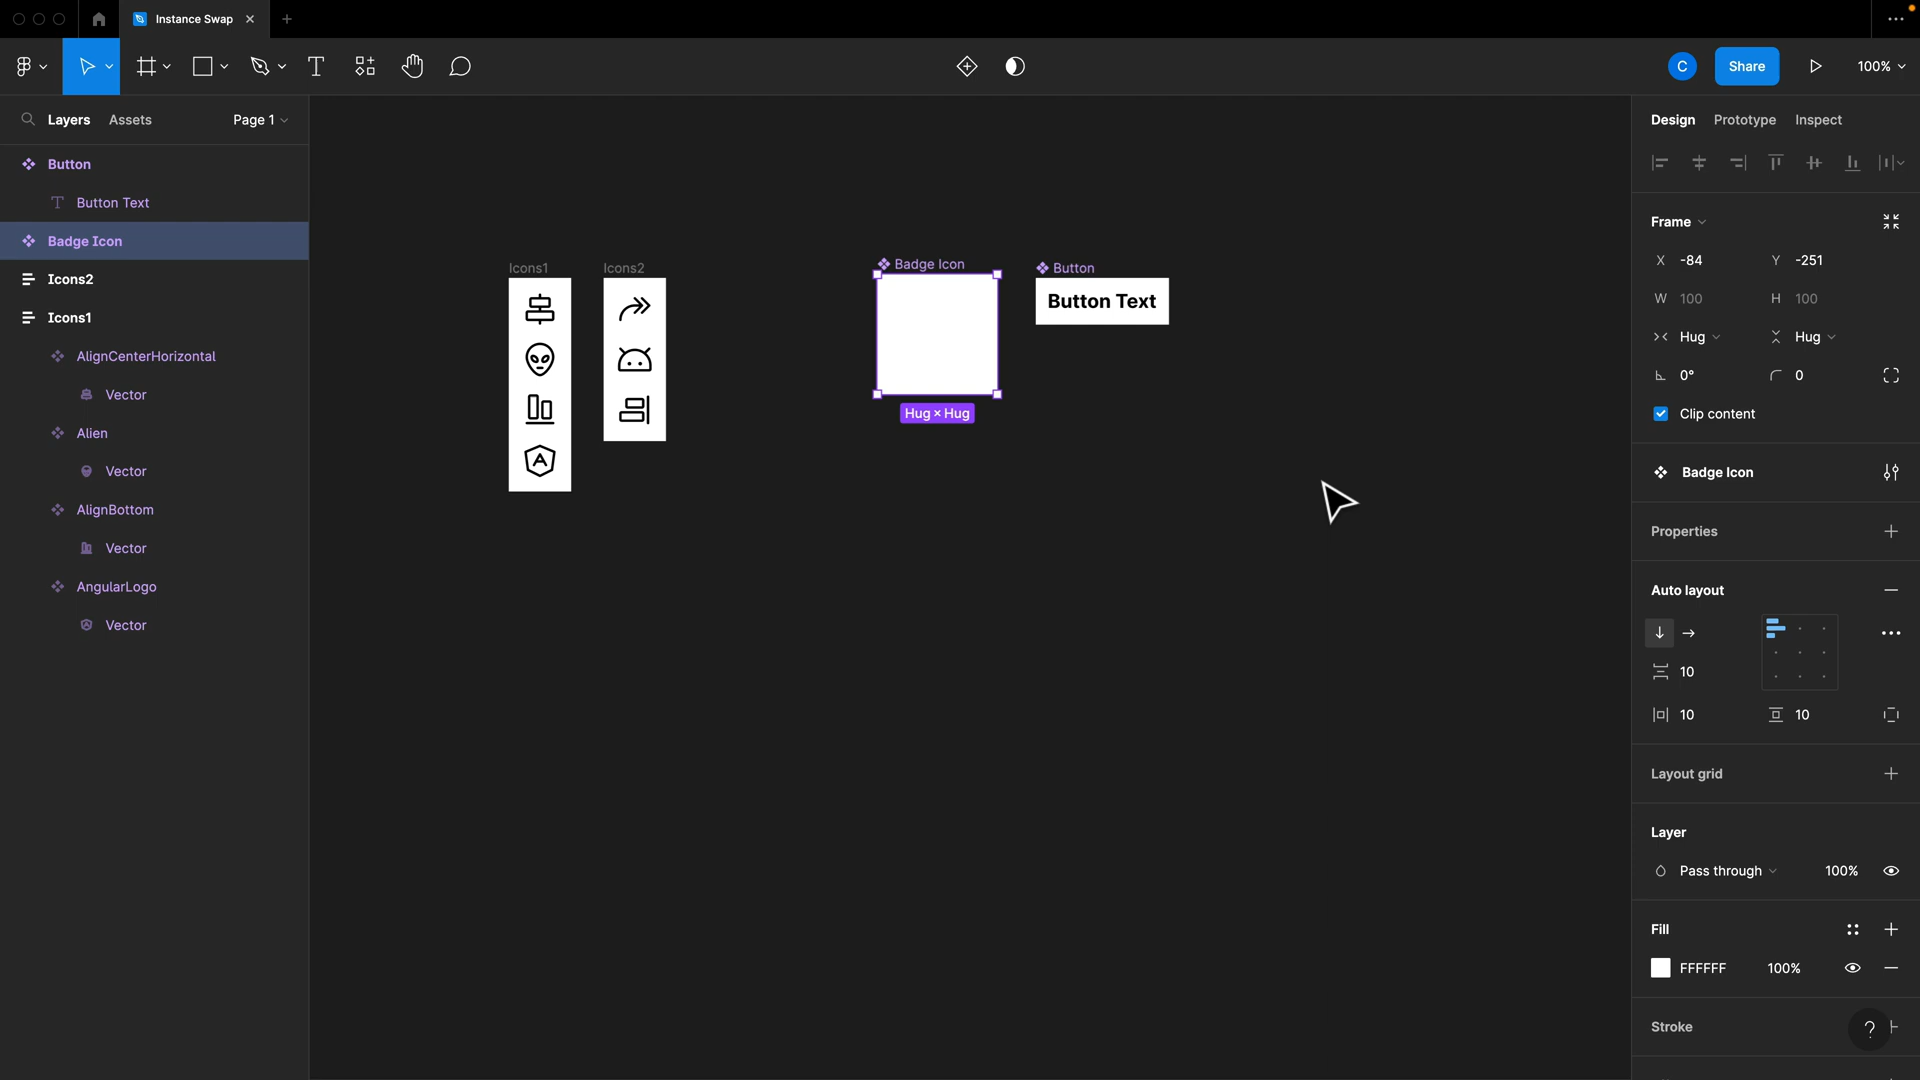 Instance Swap
C
Share
100%
Layers
Assets
Page 1
Button
Button Text
Badge Icon
Icons2
Icons1
AlignCenterHorizontal
Vector
Alien
Vector
AlignBottom
Vector
AngularLogo
Vector
Icons1
Icons2
Badge Icon
Hug × Hug
Button
Button Text
Design
Prototype
Inspect
Frame
X -84
Y -251
W 100
H 100
Hug
Hug
0°
0
Clip content
Badge Icon
Properties
Auto layout
10
10
10
Layout grid
Layer
Pass through
100%
Fill
FFFFFF
100%
Stroke
?